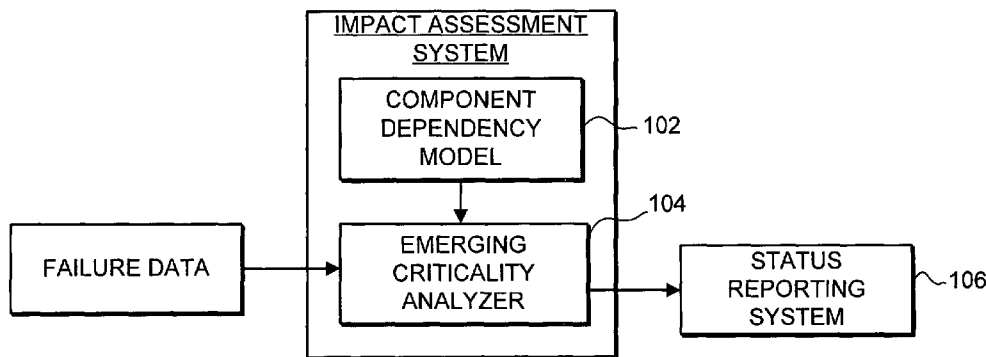 IMPACT ASSESSMENT
SYSTEM
COMPONENT
DEPENDENCY
MODEL
102
104
FAILURE DATA
EMERGING
CRITICALITY
ANALYZER
STATUS
REPORTING
SYSTEM
106